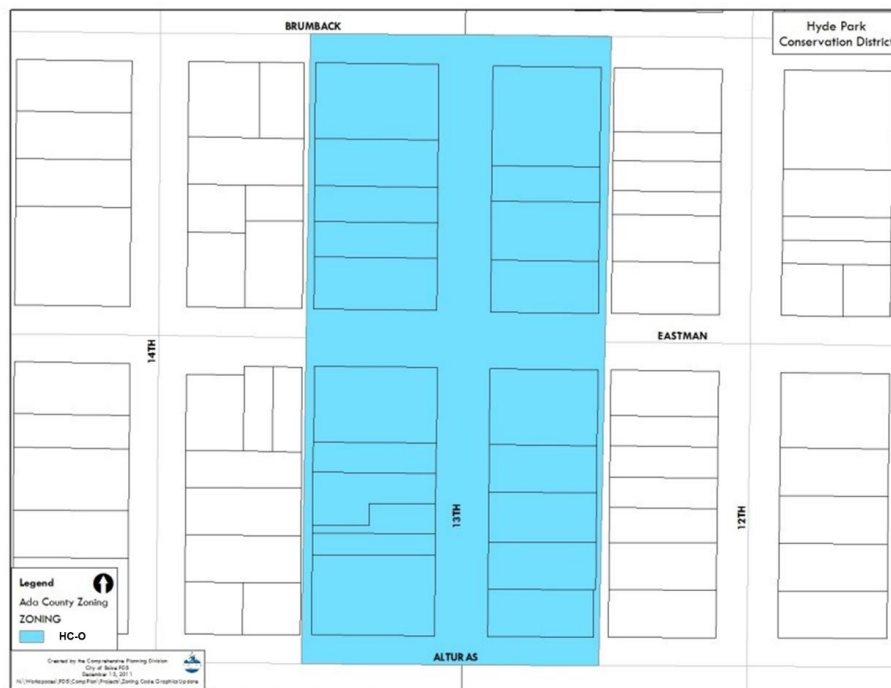 BRUMBACK
Hyde Park
Conservation District
EASTMAN
14TH
13TH
12TH
Legend
Ada County Zoning
ZONING
HC-O
ALTURAS
Created by the Comprehensive Planning Division
City of Boise PDS
December 15, 2011